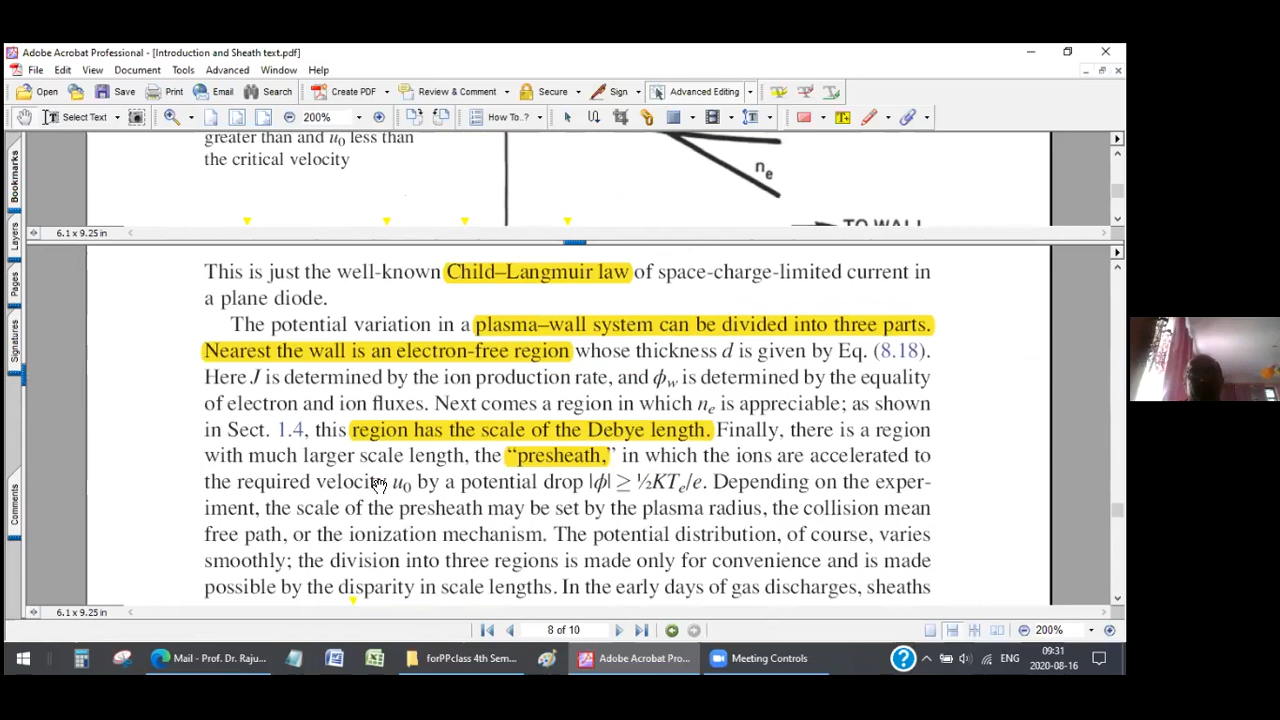 Adobe Acrobat Professional - [Introduction and Sheath text.pdf]
File Edit View Document Tools Advanced Window Help
Open Save Print Email Search Create PDF Review & Comment Secure Sign Advanced Editing
Select Text 200% How To..?
Bookmarks
Layers
Pages
Signatures
Comments
greater than and u₀ less than
the critical velocity
nₑ
TO WALL
6.1 x 9.25 in
This is just the well-known Child–Langmuir law of space-charge-limited current in
a plane diode.
The potential variation in a plasma–wall system can be divided into three parts.
Nearest the wall is an electron-free region whose thickness d is given by Eq. (8.18).
Here J is determined by the ion production rate, and ϕw is determined by the equality
of electron and ion fluxes. Next comes a region in which nₑ is appreciable; as shown
in Sect. 1.4, this region has the scale of the Debye length. Finally, there is a region
with much larger scale length, the “presheath,” in which the ions are accelerated to
the required velocity u₀ by a potential drop |ϕ| ≥ ½KTₑ/e. Depending on the exper-
iment, the scale of the presheath may be set by the plasma radius, the collision mean
free path, or the ionization mechanism. The potential distribution, of course, varies
smoothly; the division into three regions is made only for convenience and is made
possible by the disparity in scale lengths. In the early days of gas discharges, sheaths
6.1 x 9.25 in
8 of 10 200%
Mail - Prof. Dr. Raju... forPPclass 4th Sem... Adobe Acrobat Pro... Meeting Controls ENG 09:31
2020-08-16